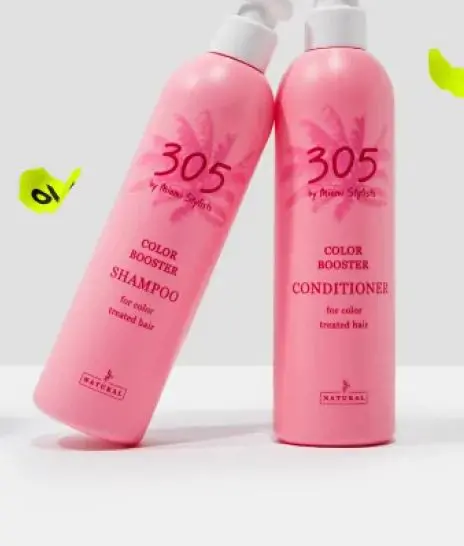 305
by Miami Stylists
COLOR
BOOSTER
SHAMPOO
for color
treated hair
NATURAL
305
by Miami Stylists
COLOR
BOOSTER
CONDITIONER
for color
treated hair
NATURAL